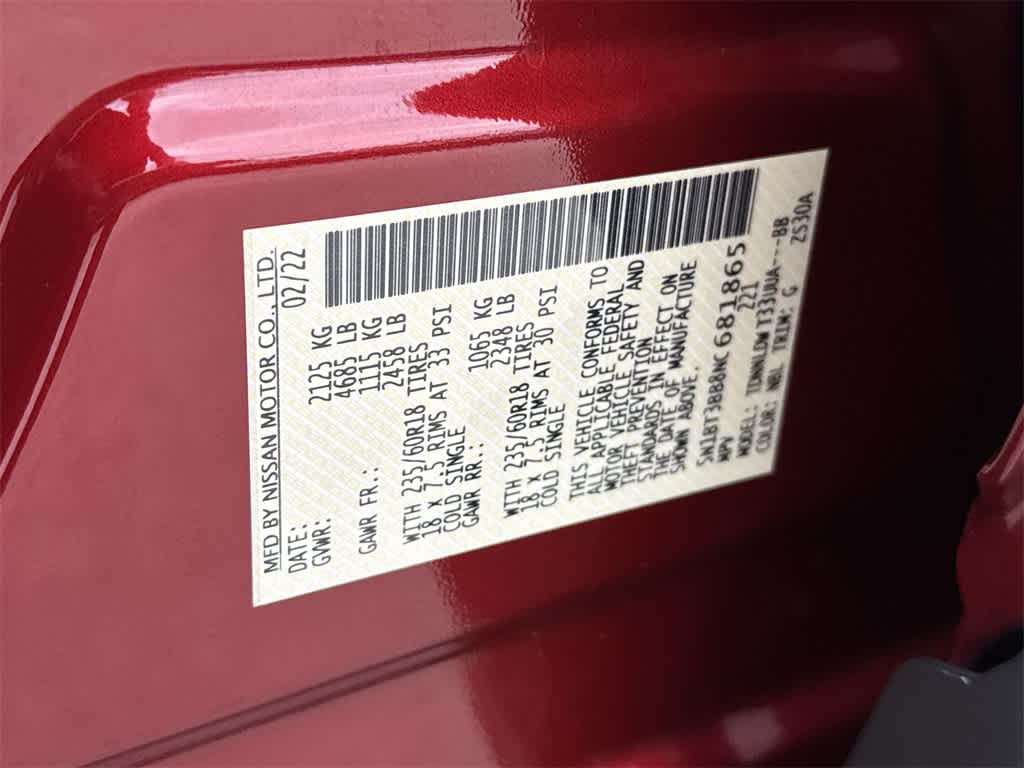 MFD BY NISSAN MOTOR CO., LTD.
DATE: 02/22
GVWR: 2125 KG
4685 LB
GAWR FR.: 1115 KG
2458 LB
WITH 235/60R18 TIRES
18 X 7.5 RIMS AT 33 PSI
COLD SINGLE
GAWR RR.: 1065 KG
2348 LB
WITH 235/60R18 TIRES
18 X 7.5 RIMS AT 30 PSI
COLD SINGLE
THIS VEHICLE CONFORMS TO
ALL APPLICABLE FEDERAL
MOTOR VEHICLE SAFETY AND
THEFT PREVENTION
STANDARDS IN EFFECT ON
THE DATE OF MANUFACTURE
SHOWN ABOVE.
5N1BT3BB8NC681865
MPV 221
MODEL: TDWNLDW T33UUA---BB
COLOR: NBL TRIM: G ZS30A